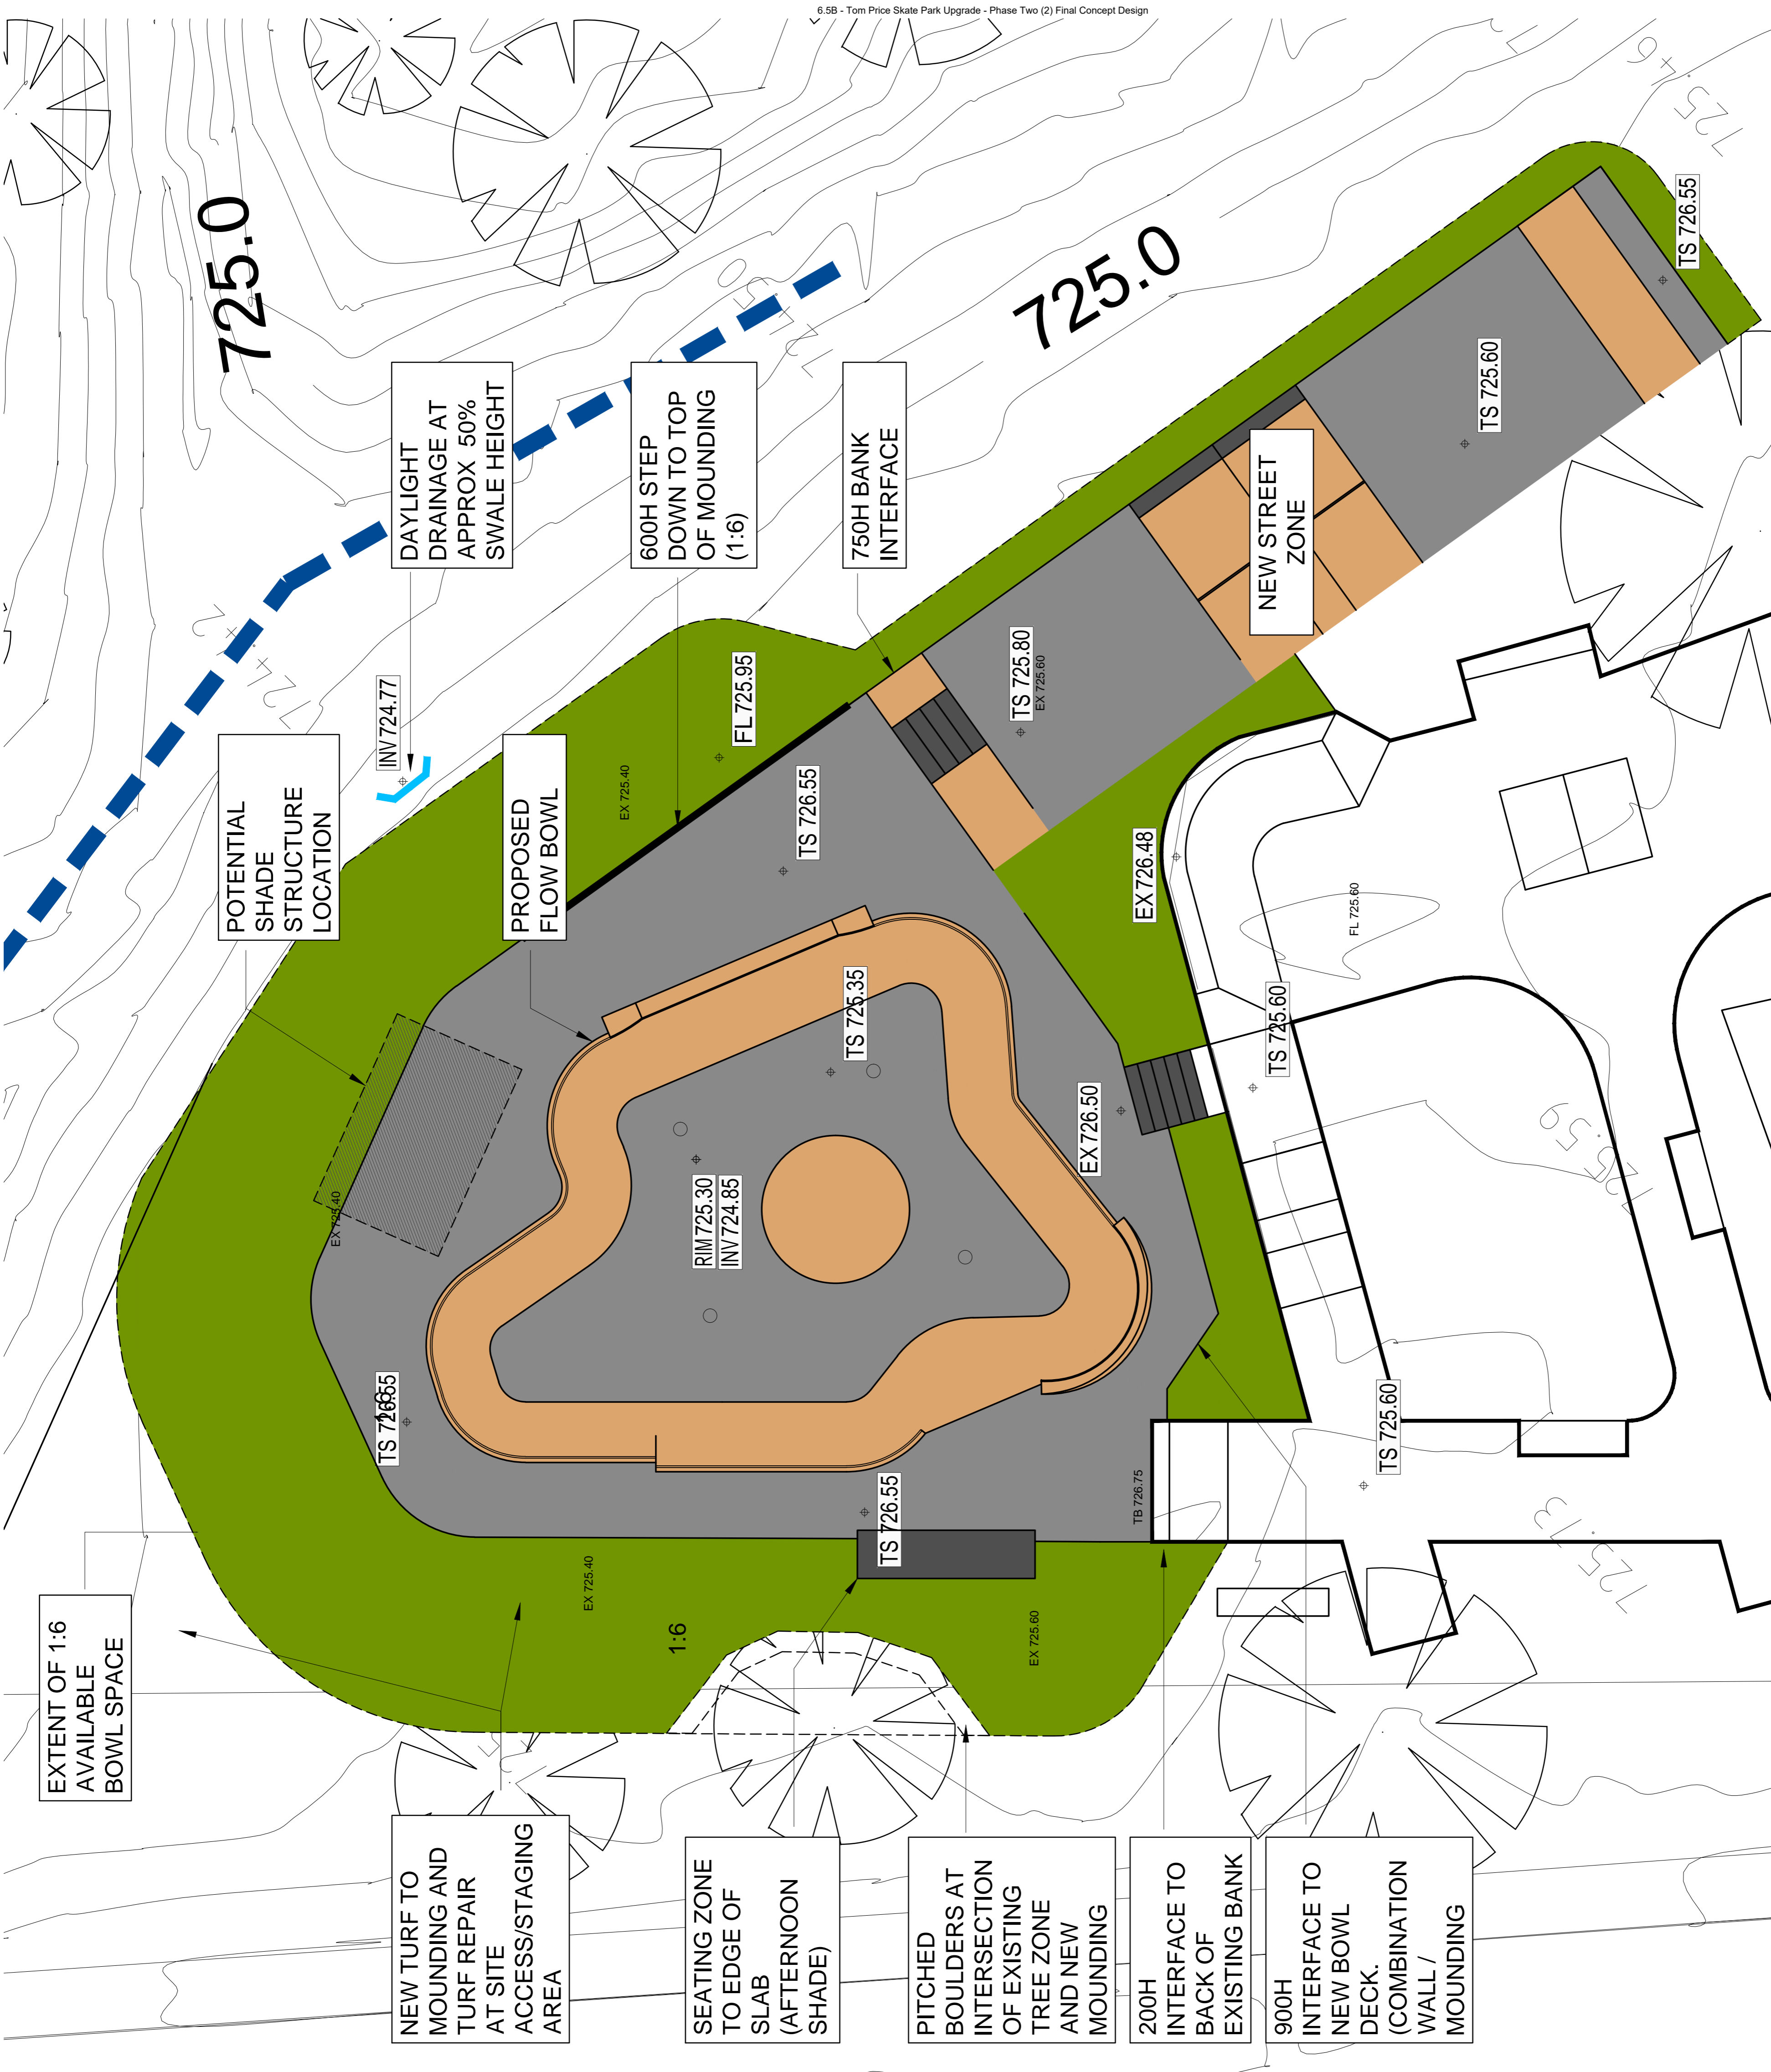 6.5B - Tom Price Skate Park Upgrade - Phase Two (2) Final Concept Design
725.0
725.0
DAYLIGHT
DRAINAGE AT
APPROX 50%
SWALE HEIGHT
600H STEP
DOWN TO TOP
OF MOUNDING
(1:6)
750H BANK
INTERFACE
NEW STREET
ZONE
TS 726.55
TS 725.60
TS 725.80
EX 725.60
INV 724.77
FL 725.95
EX 725.40
TS 726.55
POTENTIAL
SHADE
STRUCTURE
LOCATION
PROPOSED
FLOW BOWL
EX 726.48
FL 725.60
TS 725.35
TS 725.60
EX 726.50
RIM 725.30
INV 724.85
EX 725.40
TS 726.55
1:6
TS 726.55
TB 726.75
TS 725.60
EX 725.40
EX 725.60
1:6
725.59
725.13
EXTENT OF 1:6
AVAILABLE
BOWL SPACE
NEW TURF TO
MOUNDING AND
TURF REPAIR
AT SITE
ACCESS/STAGING
AREA
SEATING ZONE
TO EDGE OF
SLAB
(AFTERNOON
SHADE)
PITCHED
BOULDERS AT
INTERSECTION
OF EXISTING
TREE ZONE
AND NEW
MOUNDING
200H
INTERFACE TO
BACK OF
EXISTING BANK
900H
INTERFACE TO
NEW BOWL
DECK.
(COMBINATION
WALL /
MOUNDING